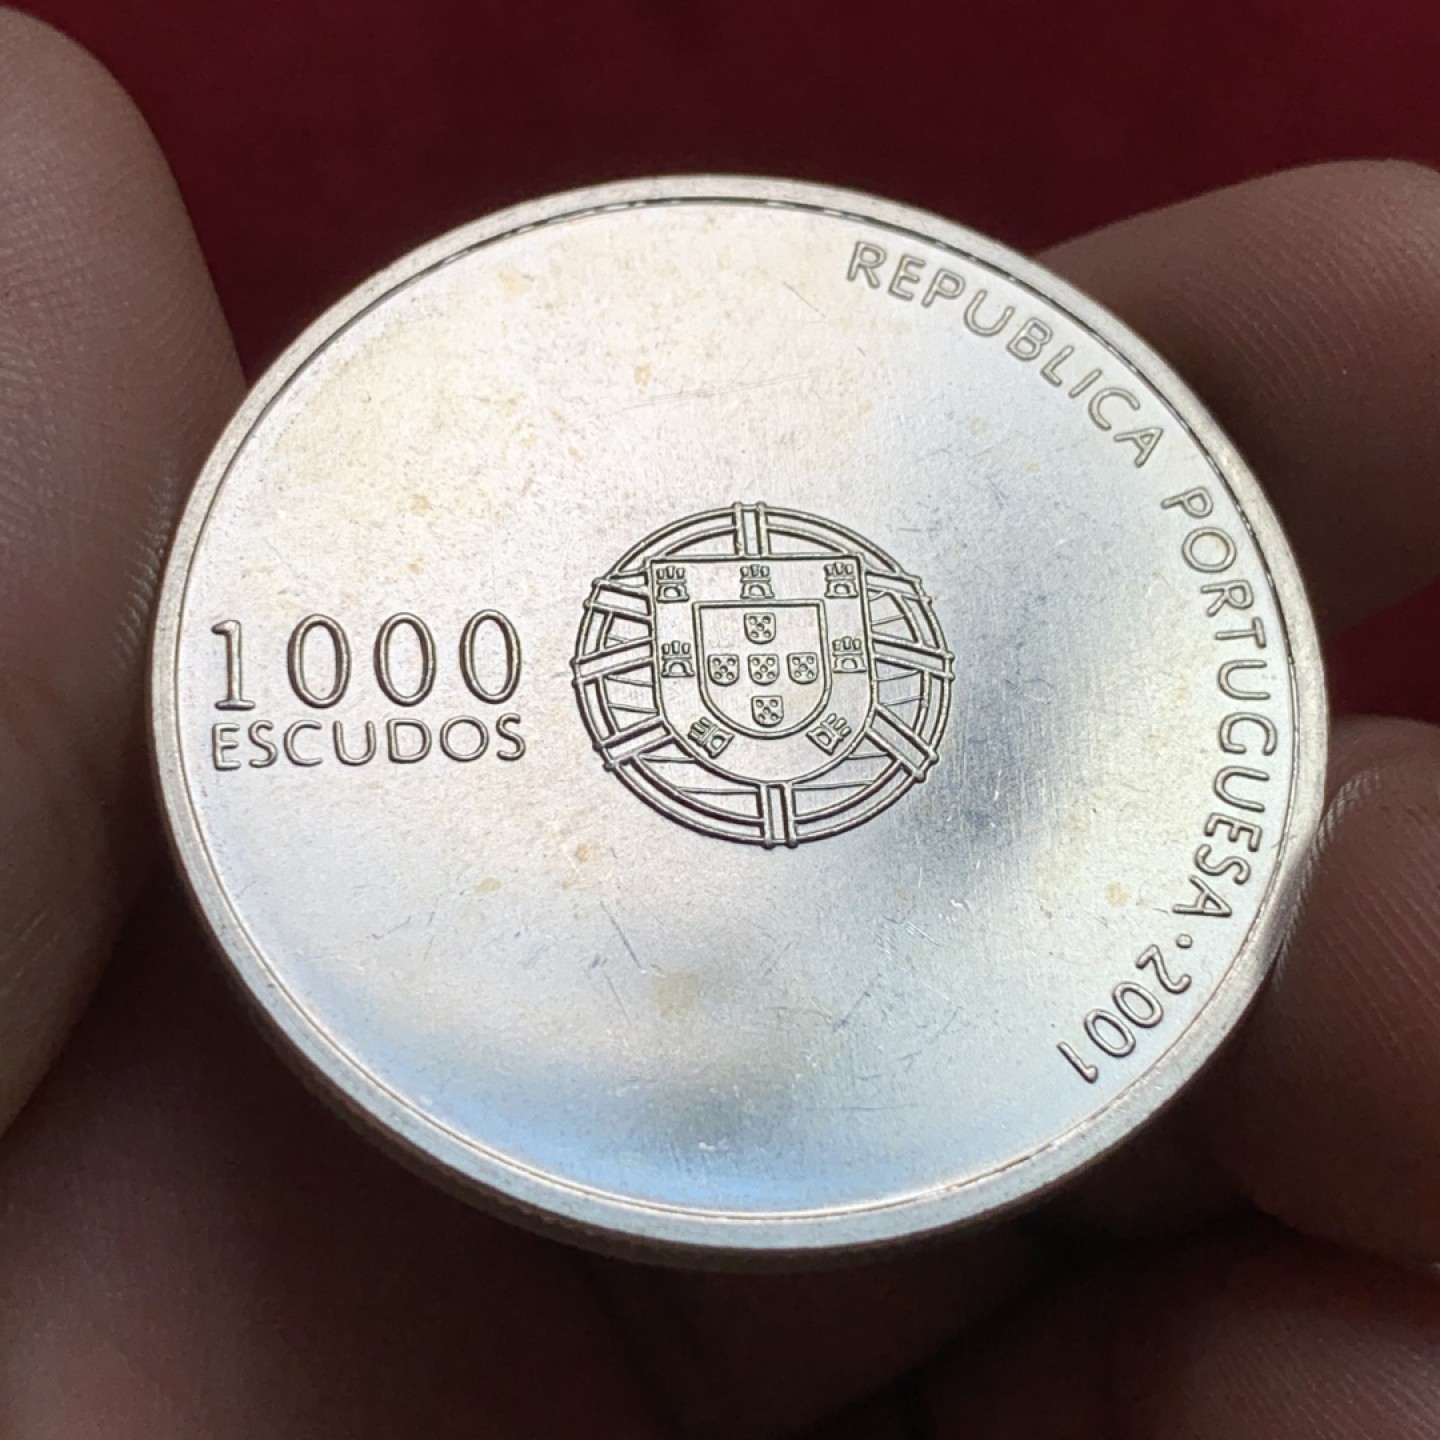 1000
ESCUDOS
REPUBLICA PORTUGUESA · 2001